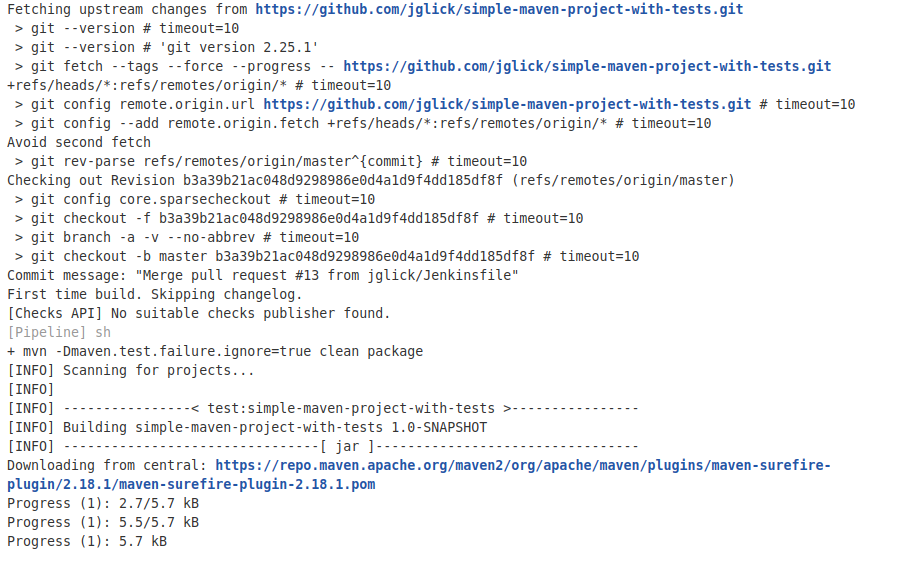 Fetching upstream changes from https://github.com/jglick/simple-maven-project-with-tests.git
> git --version # timeout=10
> git --version # 'git version 2.25.1'
> git fetch --tags --force --progress -- https://github.com/jglick/simple-maven-project-with-tests.git
+refs/heads/*:refs/remotes/origin/* # timeout=10
> git config remote.origin.url https://github.com/jglick/simple-maven-project-with-tests.git # timeout=10
> git config --add remote.origin.fetch +refs/heads/*:refs/remotes/origin/* # timeout=10
Avoid second fetch
> git rev-parse refs/remotes/origin/master^{commit} # timeout=10
Checking out Revision b3a39b21ac048d9298986e0d4a1d9f4dd185df8f (refs/remotes/origin/master)
> git config core.sparsecheckout # timeout=10
> git checkout -f b3a39b21ac048d9298986e0d4a1d9f4dd185df8f # timeout=10
> git branch -a -v --no-abbrev # timeout=10
> git checkout -b master b3a39b21ac048d9298986e0d4a1d9f4dd185df8f # timeout=10
Commit message: "Merge pull request #13 from jglick/Jenkinsfile"
First time build. Skipping changelog.
[Checks API] No suitable checks publisher found.
[Pipeline] sh
+ mvn -Dmaven.test.failure.ignore=true clean package
[INFO] Scanning for projects...
[INFO]
[INFO] ----------------< test:simple-maven-project-with-tests >----------------
[INFO] Building simple-maven-project-with-tests 1.0-SNAPSHOT
[INFO] --------------------------------[ jar ]---------------------------------
Downloading from central: https://repo.maven.apache.org/maven2/org/apache/maven/plugins/maven-surefire-
plugin/2.18.1/maven-surefire-plugin-2.18.1.pom
Progress (1): 2.7/5.7 kB
Progress (1): 5.5/5.7 kB
Progress (1): 5.7 kB